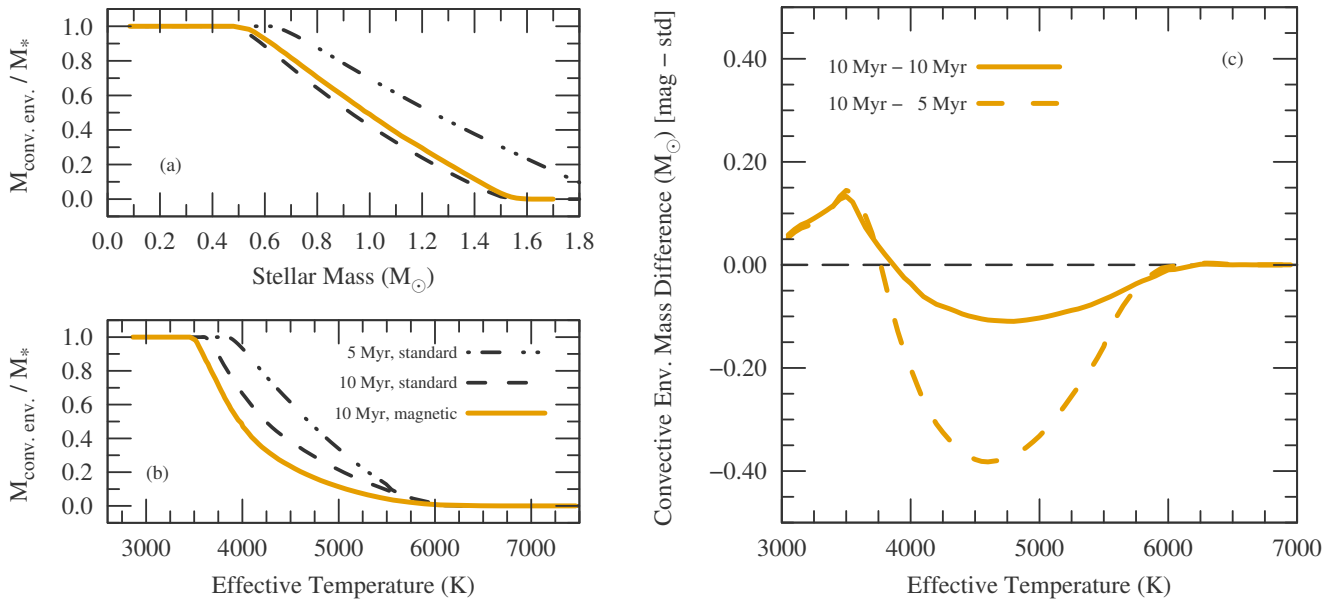 M_conv. env. / M_*
1.0
0.8
0.6
0.4
0.2
0.0
(a)
0.0 0.2 0.4 0.6 0.8 1.0 1.2 1.4 1.6 1.8
Stellar Mass (M_⊙)
M_conv. env. / M_*
1.0
0.8
0.6
0.4
0.2
0.0
(b)
5 Myr, standard
10 Myr, standard
10 Myr, magnetic
3000 4000 5000 6000 7000
Effective Temperature (K)
Convective Env. Mass Difference (M_⊙) [mag − std]
0.40
0.20
0.00
−0.20
−0.40
(c)
10 Myr − 10 Myr
10 Myr − 5 Myr
3000 4000 5000 6000 7000
Effective Temperature (K)